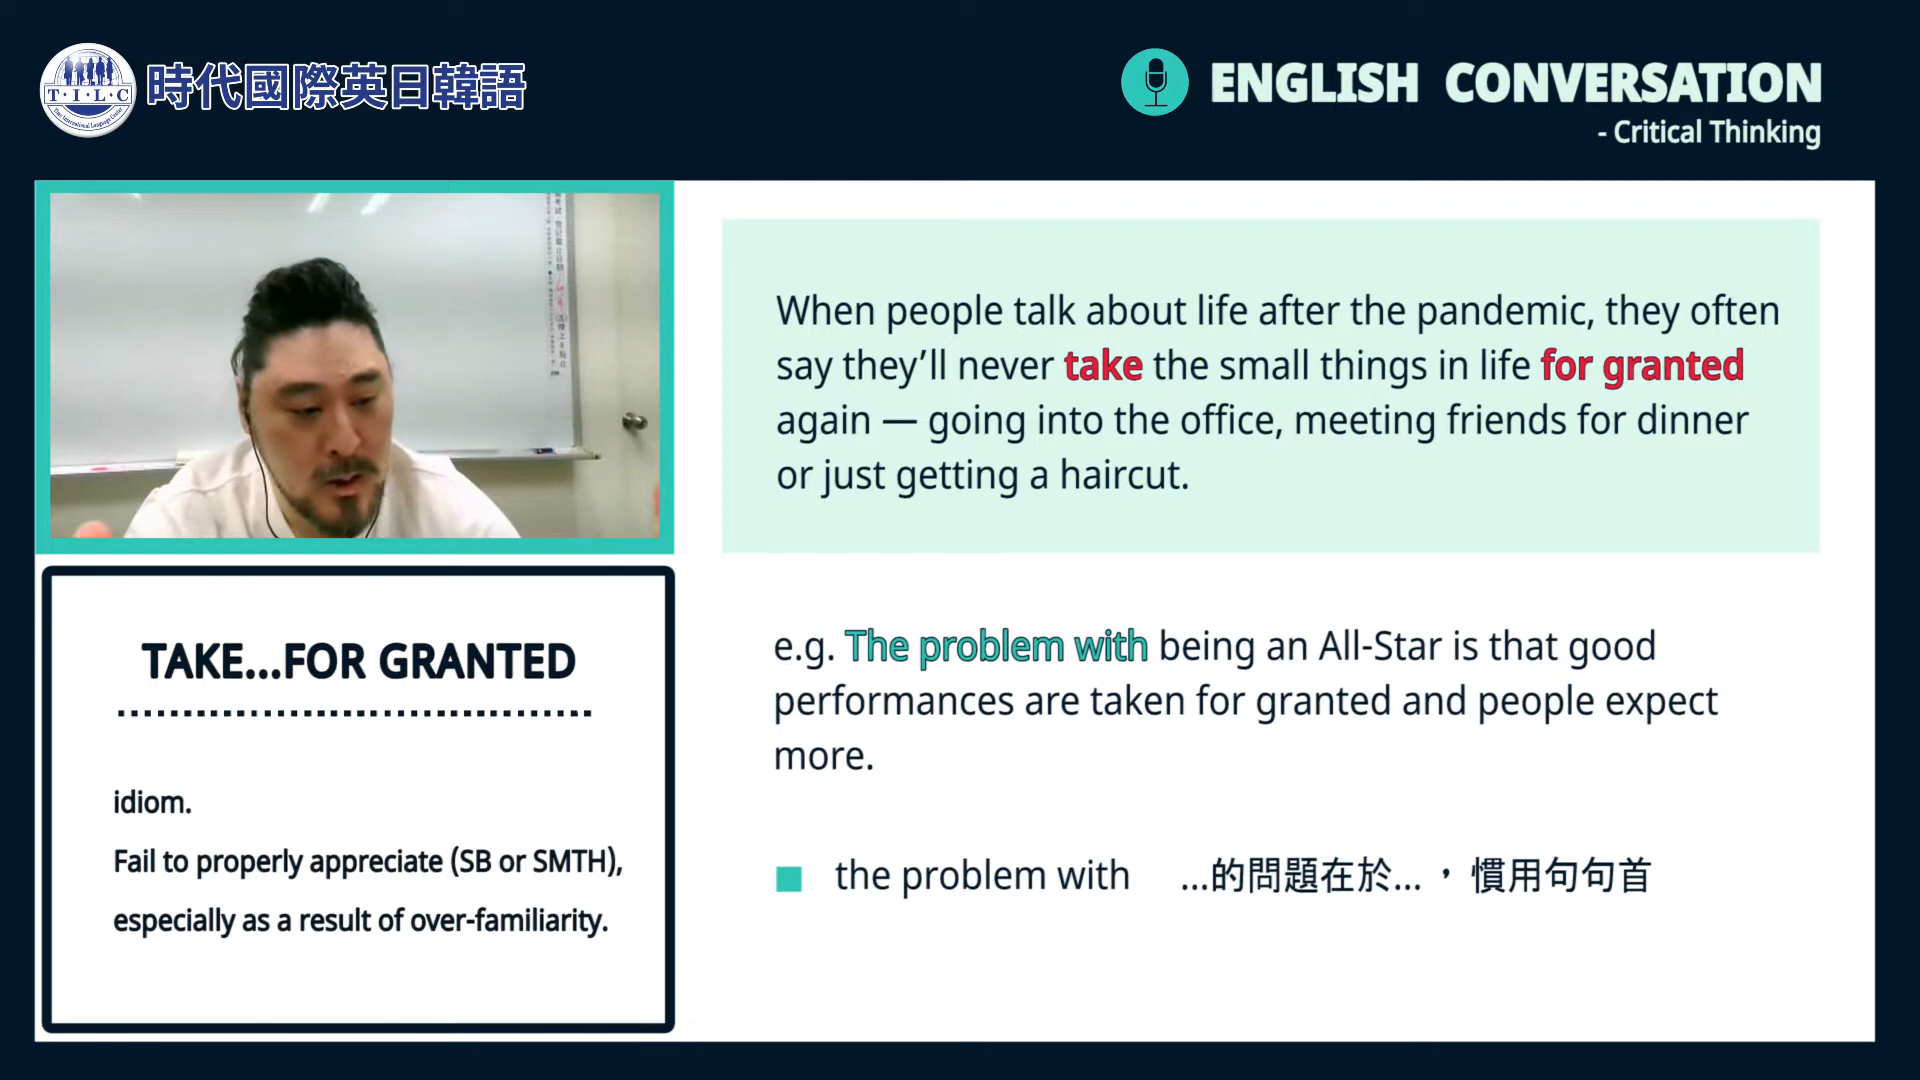 T·I·L·C
時代國際英日韓語
ENGLISH CONVERSATION
- Critical Thinking
When people talk about life after the pandemic, they often
say they’ll never take the small things in life for granted
again — going into the office, meeting friends for dinner
or just getting a haircut.
TAKE...FOR GRANTED
idiom.
Fail to properly appreciate (SB or SMTH),
especially as a result of over-familiarity.
e.g. The problem with being an All-Star is that good
performances are taken for granted and people expect
more.
the problem with ...的問題在於...，慣用句句首